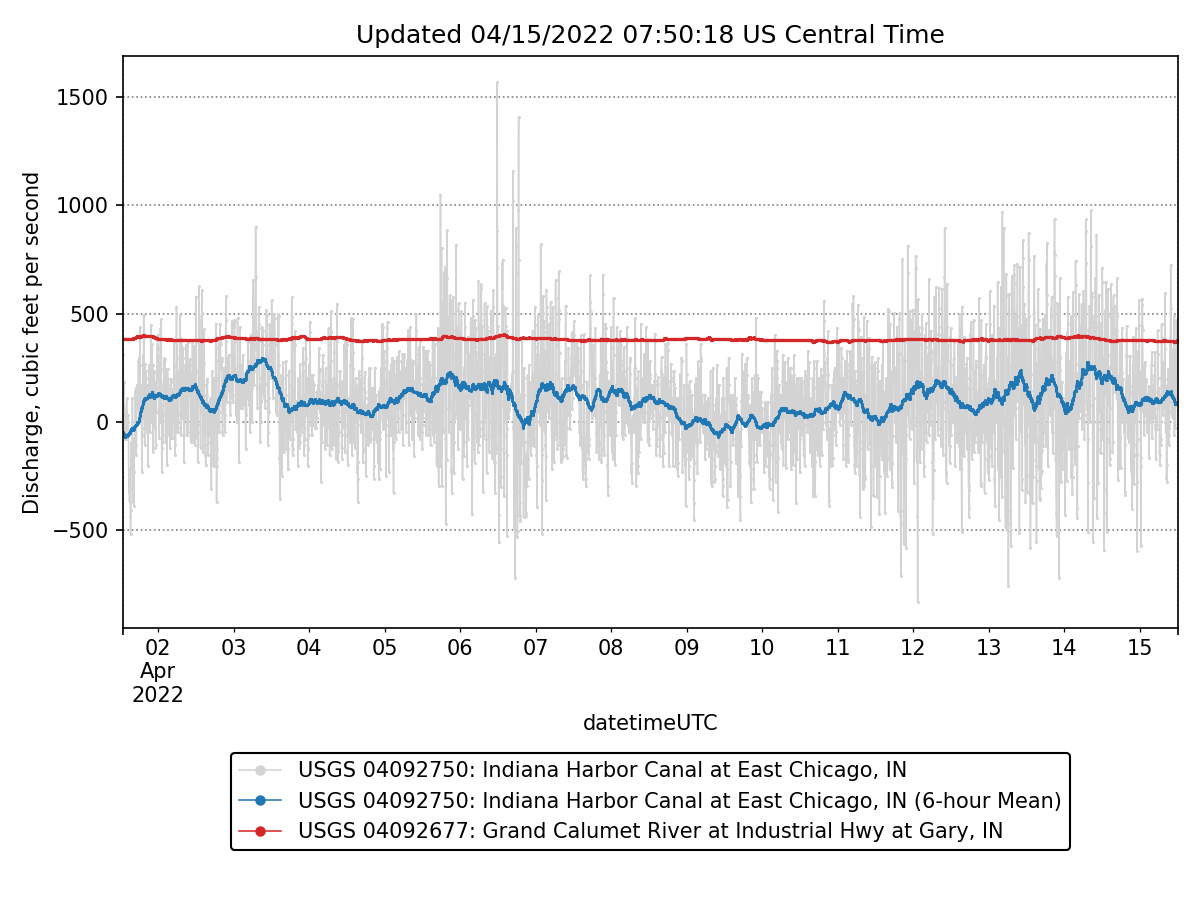 Updated 04/15/2022 07:50:18 US Central Time
Discharge, cubic feet per second
1500
1000
500
0
−500
02 03 04 05 06 07 08 09 10 11 12 13 14 15
Apr
2022
datetimeUTC
USGS 04092750: Indiana Harbor Canal at East Chicago, IN
USGS 04092750: Indiana Harbor Canal at East Chicago, IN (6-hour Mean)
USGS 04092677: Grand Calumet River at Industrial Hwy at Gary, IN